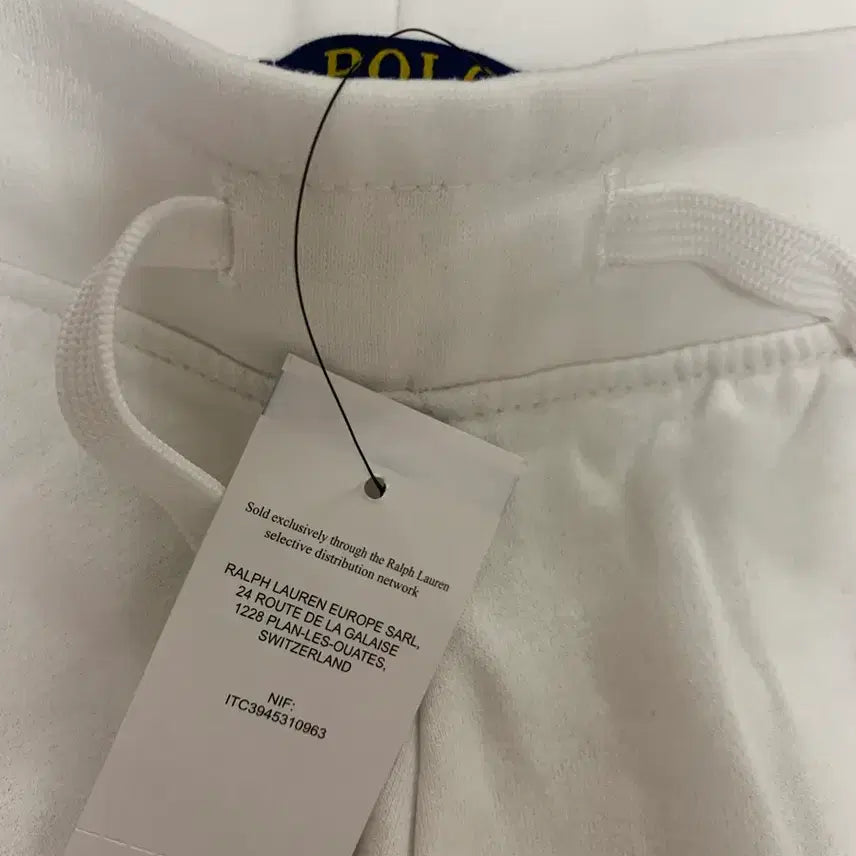 POLO
Sold exclusively through the Ralph Lauren
selective distribution network
RALPH LAUREN EUROPE SARL,
24 ROUTE DE LA GALAISE
1228 PLAN-LES-OUATES,
SWITZERLAND
NIF:
ITC3945310963